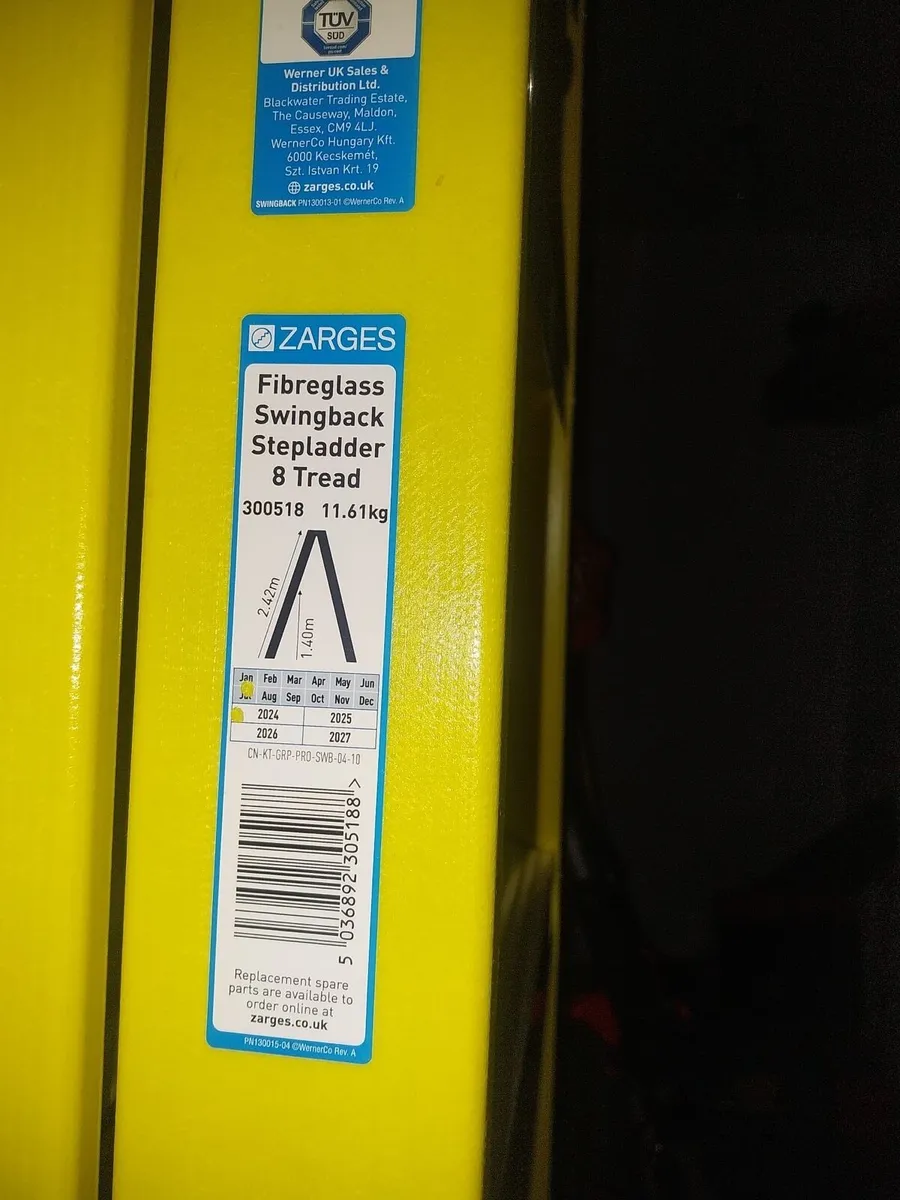 TÜV
SÜD
Werner UK Sales &
Distribution Ltd.
Blackwater Trading Estate,
The Causeway, Maldon,
Essex, CM9 4LJ.
WernerCo Hungary Kft.
6000 Kecskemét,
Szt. Istvan Krt. 19
zarges.co.uk
SWINGBACK PN130013-01 ©WernerCo Rev. A
ZARGES
Fibreglass
Swingback
Stepladder
8 Tread
300518 11.61kg
2.42m
1.40m
Jan Feb Mar Apr May Jun
Jul Aug Sep Oct Nov Dec
2024 2025
2026 2027
CN-KT-GRP-PRO-SWB-04-10
5 036892 305188 >
Replacement spare
parts are available to
order online at
zarges.co.uk
PN130015-04 ©WernerCo Rev. A